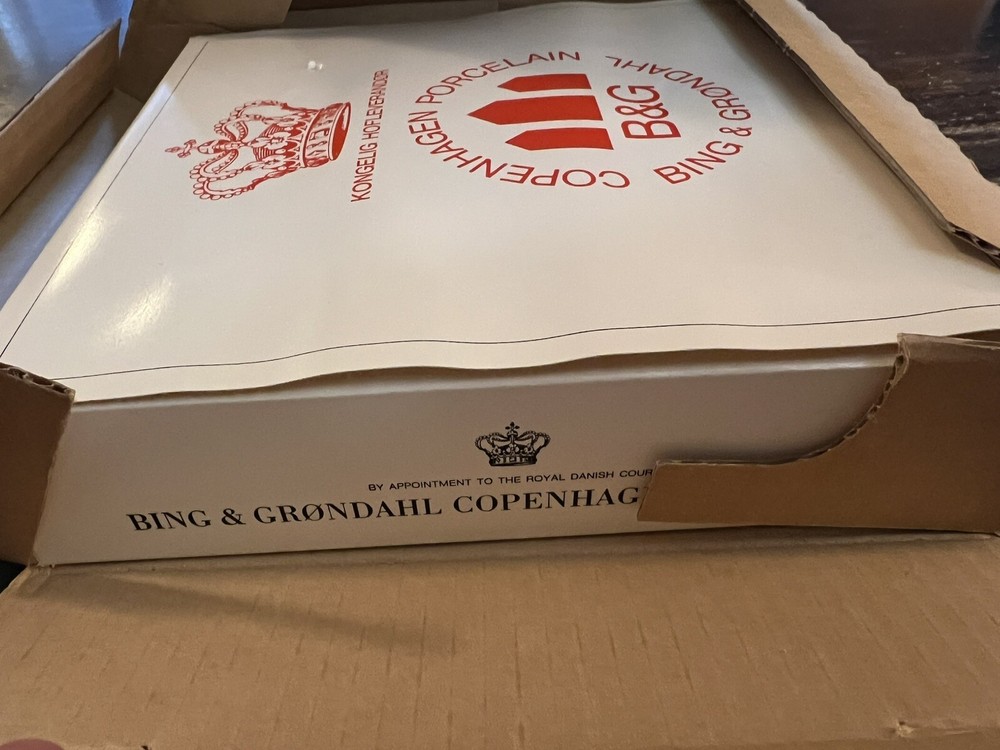 KONGELIG HOFLEVERANDØR
COPENHAGEN PORCELAIN
B&G
BING & GRØNDAHL
BY APPOINTMENT TO THE ROYAL DANISH COUR
BING & GRØNDAHL COPENHAG